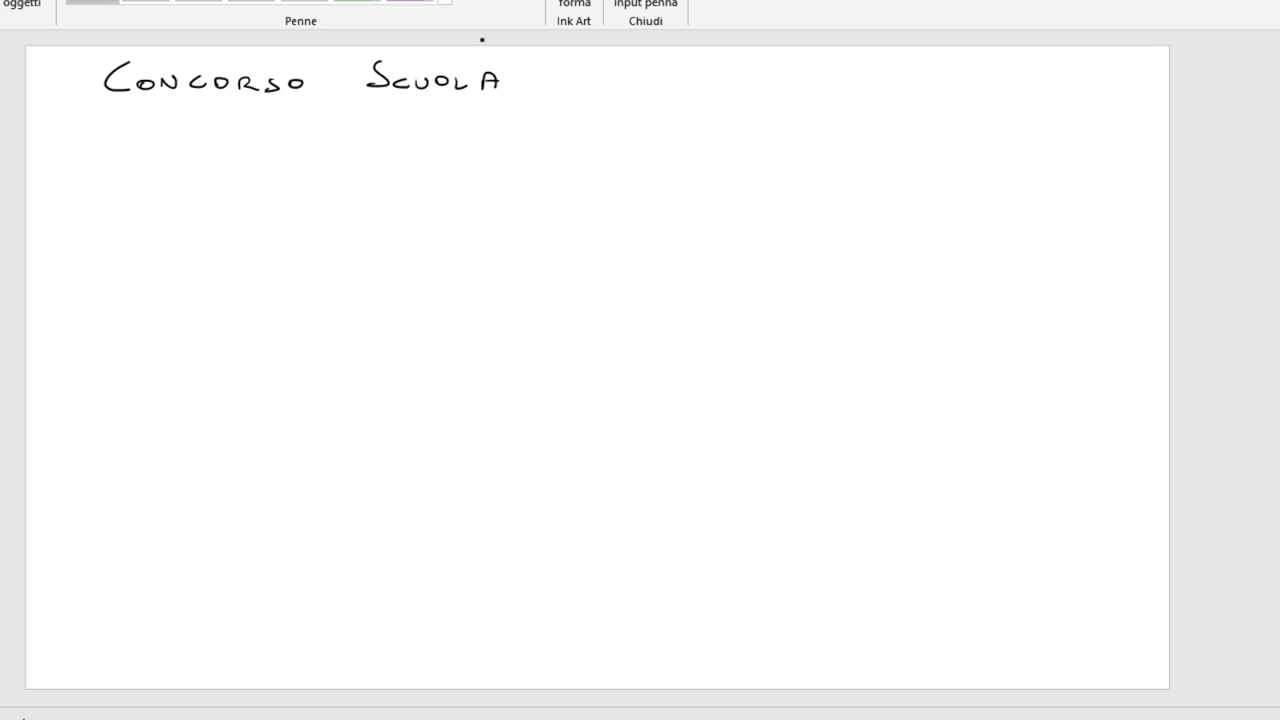 oggetti
Penne
forma
Ink Art
input penna
Chiudi
CONCORSO SCUOLA